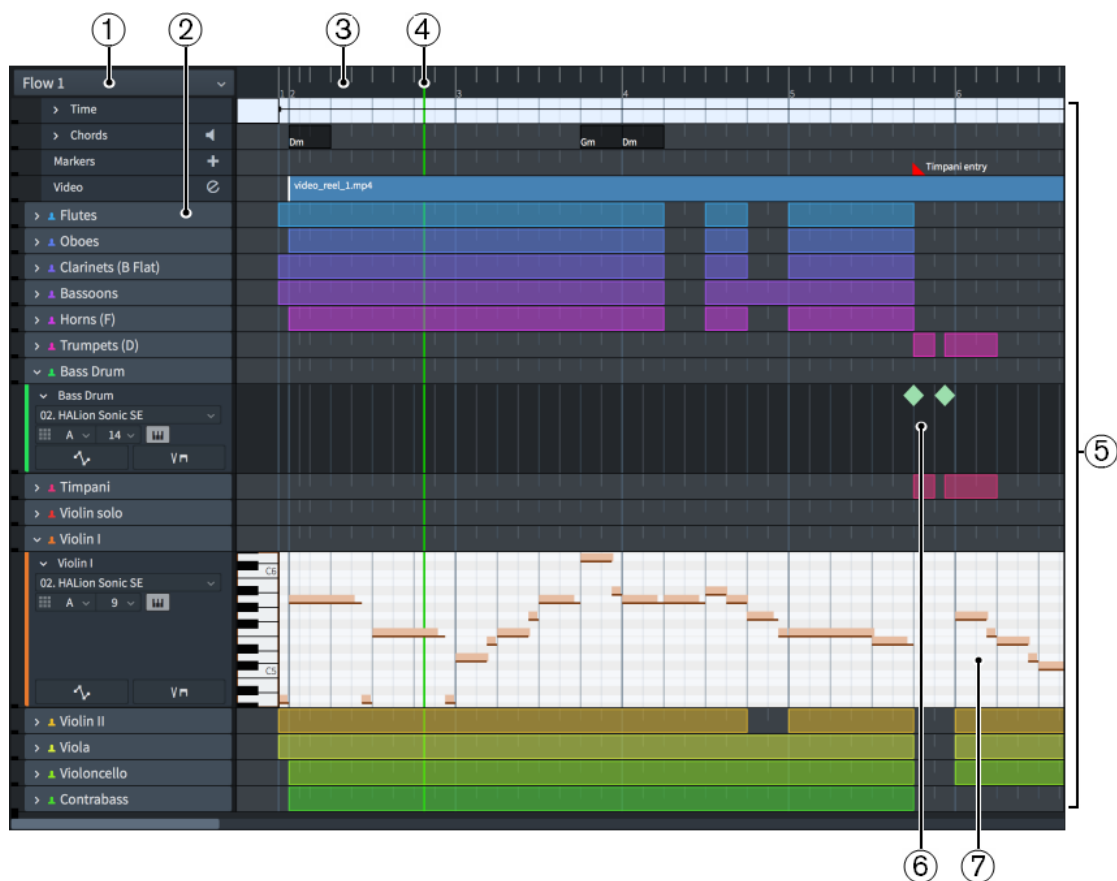 ① ② ③ ④
Flow 1
1 2 3 4 5 6
Time
Chords
Dm Gm Dm
Markers
Timpani entry
Video
video_reel_1.mp4
Flutes
Oboes
Clarinets (B Flat)
Bassoons
Horns (F)
Trumpets (D)
Bass Drum
Bass Drum
02. HALion Sonic SE
A 14
⑤
Timpani
Violin solo
Violin I
Violin I
C6
02. HALion Sonic SE
A 9
C5
Violin II
Viola
Violoncello
Contrabass
⑥ ⑦